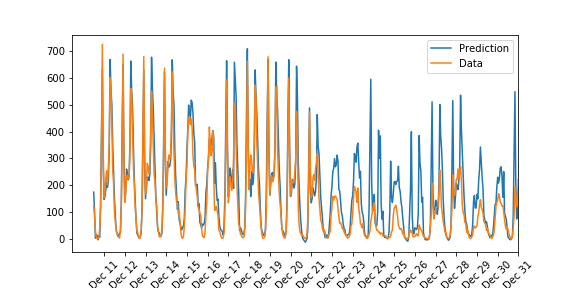 Prediction
Data
700
600
500
400
300
200
100
0
Dec 11
Dec 12
Dec 13
Dec 14
Dec 15
Dec 16
Dec 17
Dec 18
Dec 19
Dec 20
Dec 21
Dec 22
Dec 23
Dec 24
Dec 25
Dec 26
Dec 27
Dec 28
Dec 29
Dec 30
Dec 31